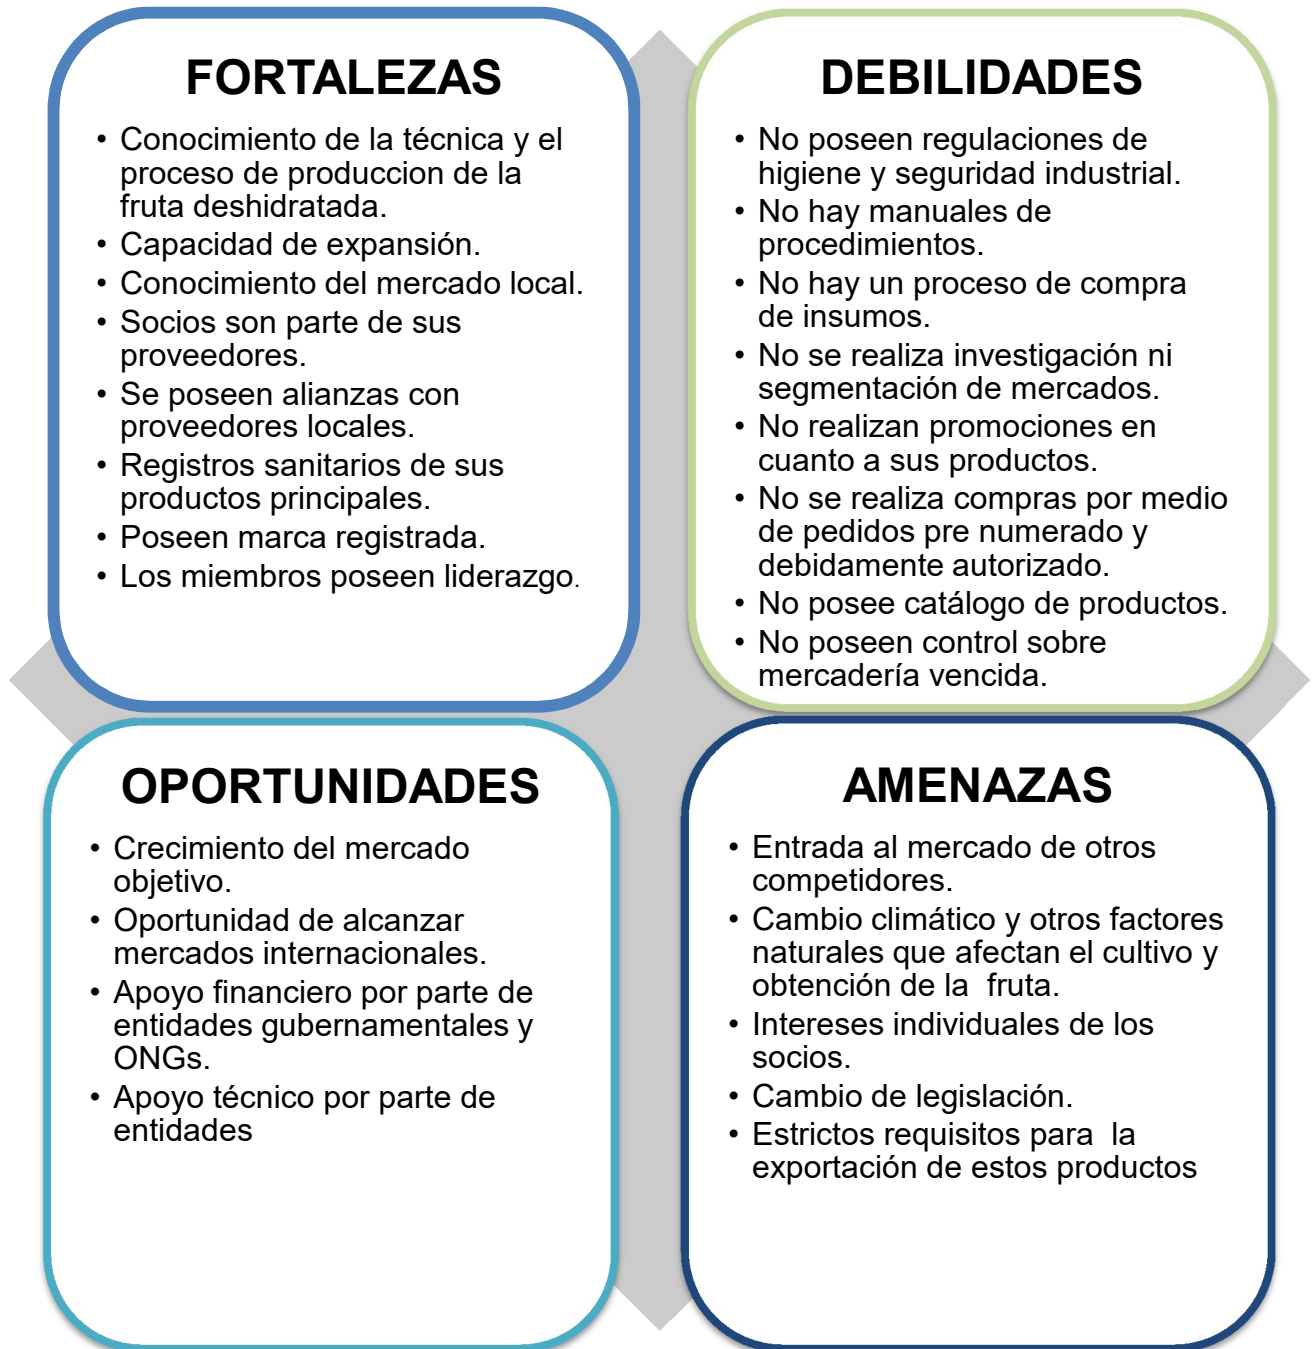 FORTALEZAS
• Conocimiento de la técnica y el
proceso de produccion de la
fruta deshidratada.
• Capacidad de expansión.
• Conocimiento del mercado local.
• Socios son parte de sus
proveedores.
• Se poseen alianzas con
proveedores locales.
• Registros sanitarios de sus
productos principales.
• Poseen marca registrada.
• Los miembros poseen liderazgo.
DEBILIDADES
• No poseen regulaciones de
higiene y seguridad industrial.
• No hay manuales de
procedimientos.
• No hay un proceso de compra
de insumos.
• No se realiza investigación ni
segmentación de mercados.
• No realizan promociones en
cuanto a sus productos.
• No se realiza compras por medio
de pedidos pre numerado y
debidamente autorizado.
• No posee catálogo de productos.
• No poseen control sobre
mercadería vencida.
OPORTUNIDADES
• Crecimiento del mercado
objetivo.
• Oportunidad de alcanzar
mercados internacionales.
• Apoyo financiero por parte de
entidades gubernamentales y
ONGs.
• Apoyo técnico por parte de
entidades
AMENAZAS
• Entrada al mercado de otros
competidores.
• Cambio climático y otros factores
naturales que afectan el cultivo y
obtención de la  fruta.
• Intereses individuales de los
socios.
• Cambio de legislación.
• Estrictos requisitos para  la
exportación de estos productos